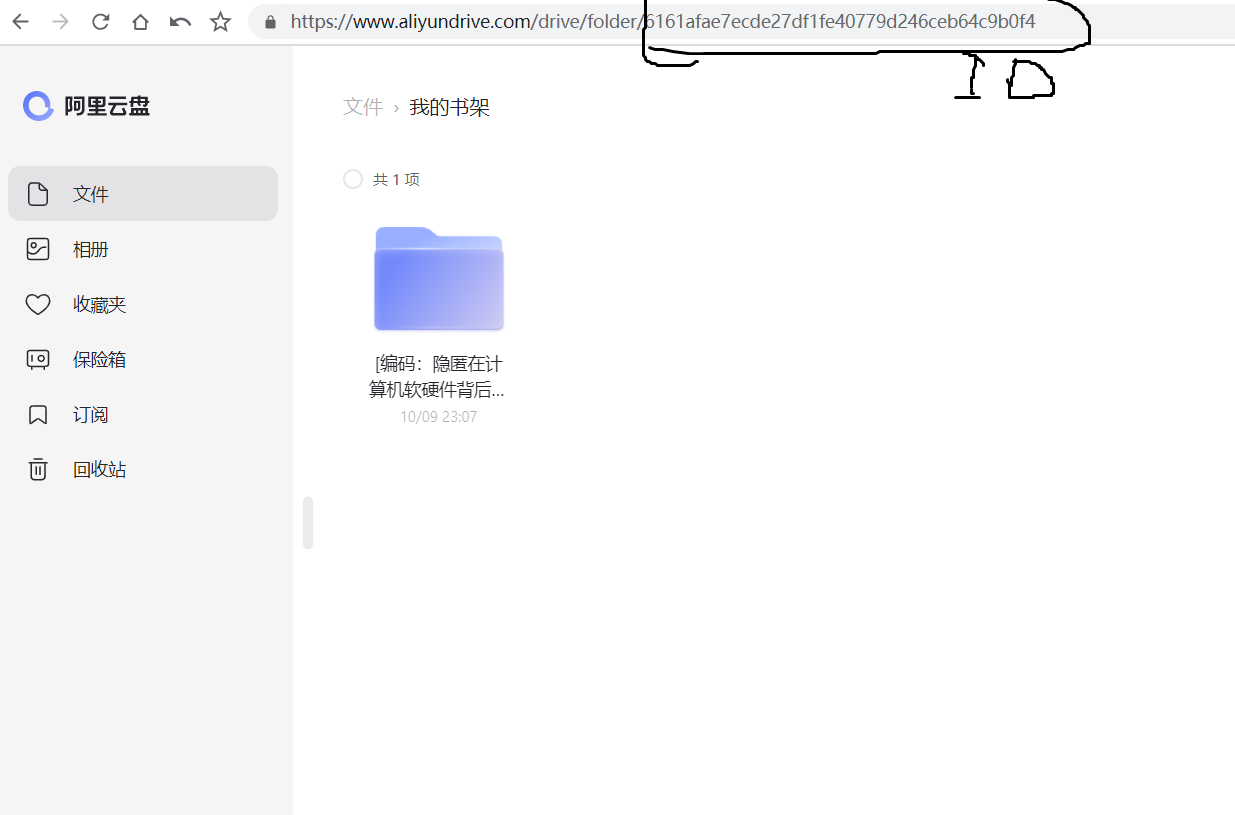 https://www.aliyundrive.com/drive/folder/6161afae7ecde27df1fe40779d246ceb64c9b0f4
ID
阿里云盘
文件 › 我的书架
共 1 项
文件
相册
收藏夹
保险箱
订阅
回收站
[编码：隐匿在计
算机软硬件背后...
10/09 23:07